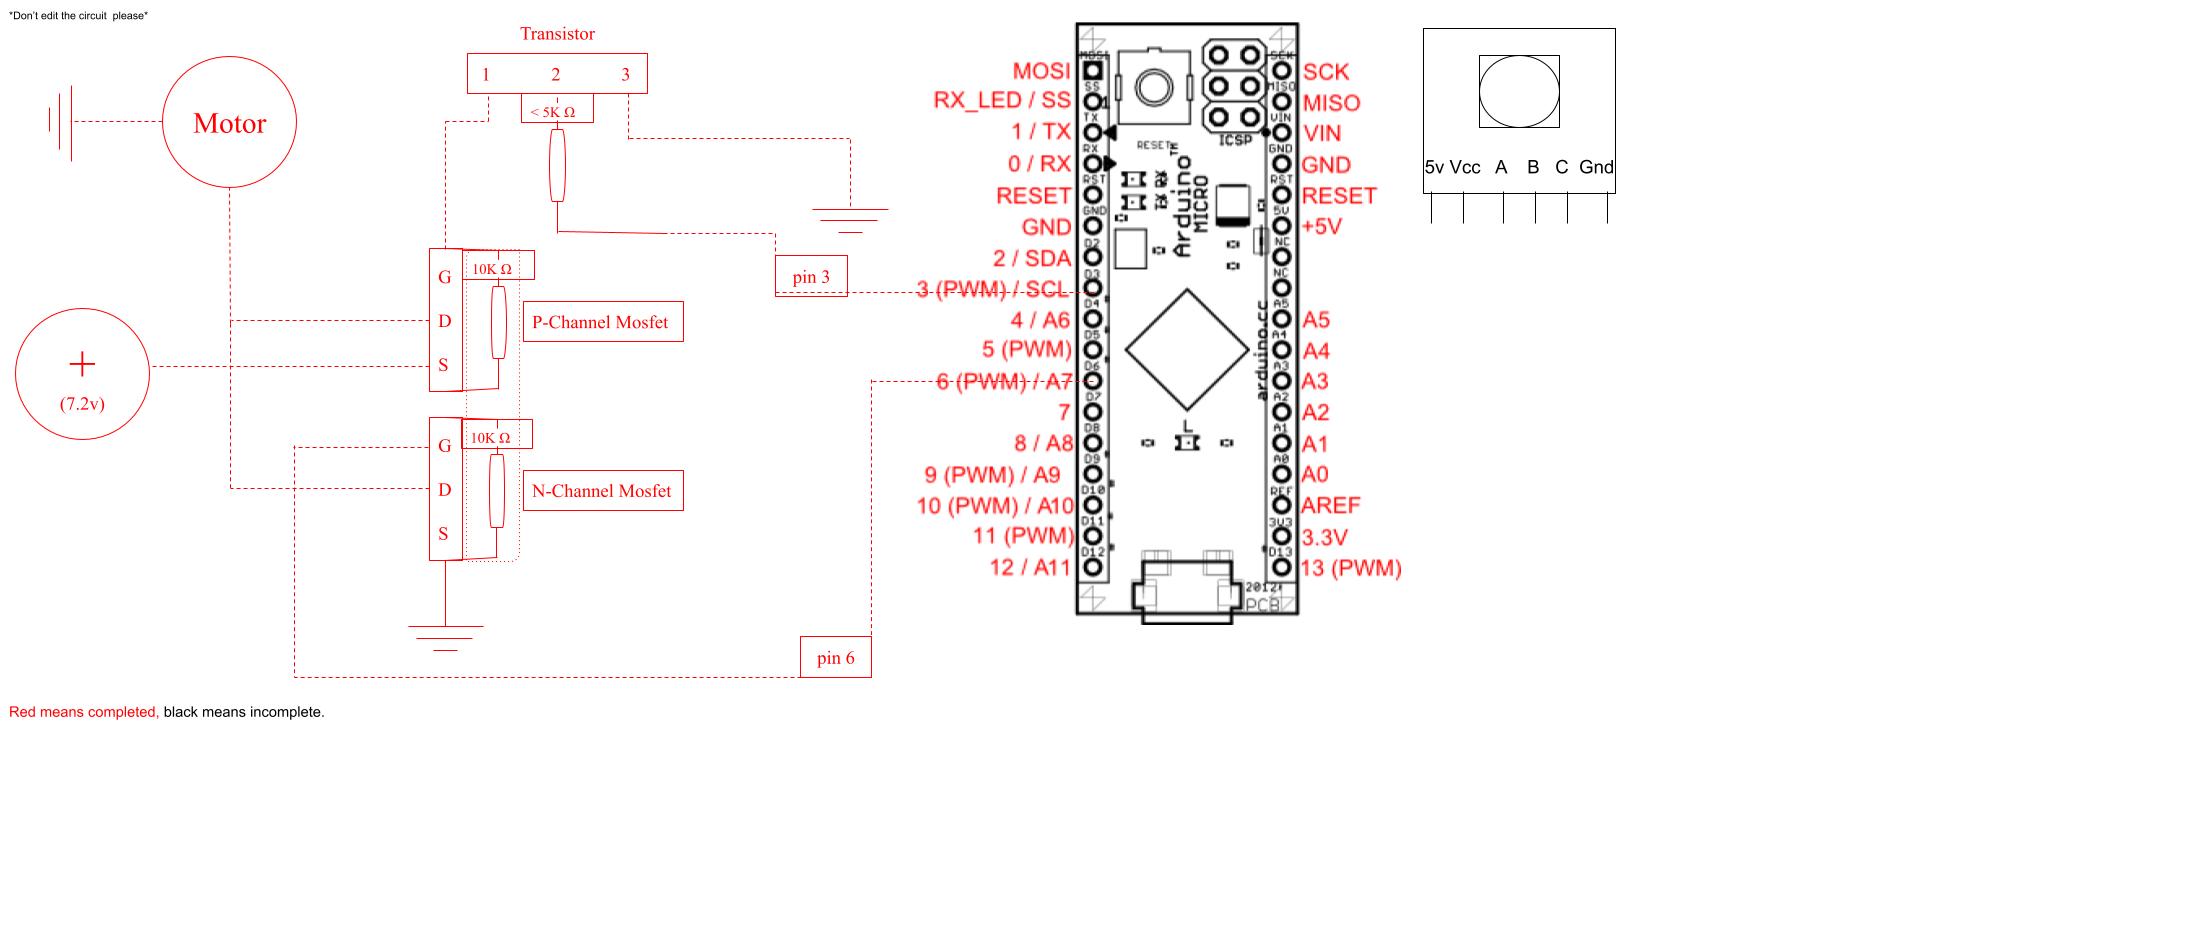 *Don't edit the circuit  please*
Transistor
1 2 3
< 5K Ω
Motor
G
D
S
10K Ω
P-Channel Mosfet
+
(7.2v)
G
D
S
10K Ω
N-Channel Mosfet
pin 3
pin 6
MOSI
RX_LED / SS
1 / TX
0 / RX
RESET
GND
2 / SDA
3 (PWM) / SCL
4 / A6
5 (PWM)
6 (PWM) / A7
7
8 / A8
9 (PWM) / A9
10 (PWM) / A10
11 (PWM)
12 / A11
MOSI
SS
1
TX
RX
RST
GND
D2
D3
D4
D5
D6
D7
D8
D9
D10
D11
D12
RESET
ICSP
TX RX
Arduino™
MICRO
arduino.cc
L
2012
PCB
SCK
MISO
VIN
GND
RST
5V
NC
NC
A5
A4
A3
A2
A1
A0
REF
3V3
D13
SCK
MISO
VIN
GND
RESET
+5V
A5
A4
A3
A2
A1
A0
AREF
3.3V
13 (PWM)
5v Vcc A B C Gnd
Red means completed, black means incomplete.